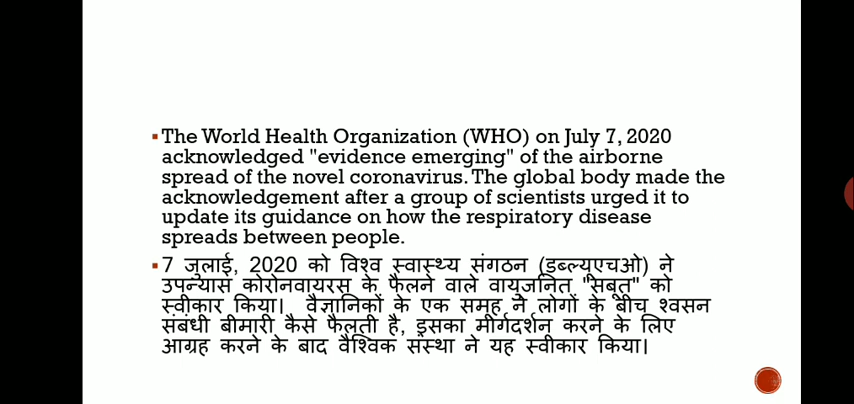 The World Health Organization (WHO) on July 7, 2020
acknowledged "evidence emerging" of the airborne
spread of the novel coronavirus. The global body made the
acknowledgement after a group of scientists urged it to
update its guidance on how the respiratory disease
spreads between people.
7 जुलाई, 2020 को विश्व स्वास्थ्य संगठन (डब्ल्यूएचओ) ने
उपन्यास कोरोनवायरस के फैलने वाले वायुजनित "सबूत" को
स्वीकार किया। वैज्ञानिकों के एक समूह ने लोगों के बीच श्वसन
संबंधी बीमारी कैसे फैलती है, इसका मार्गदर्शन करने के लिए
आग्रह करने के बाद वैश्विक संस्था ने यह स्वीकार किया।